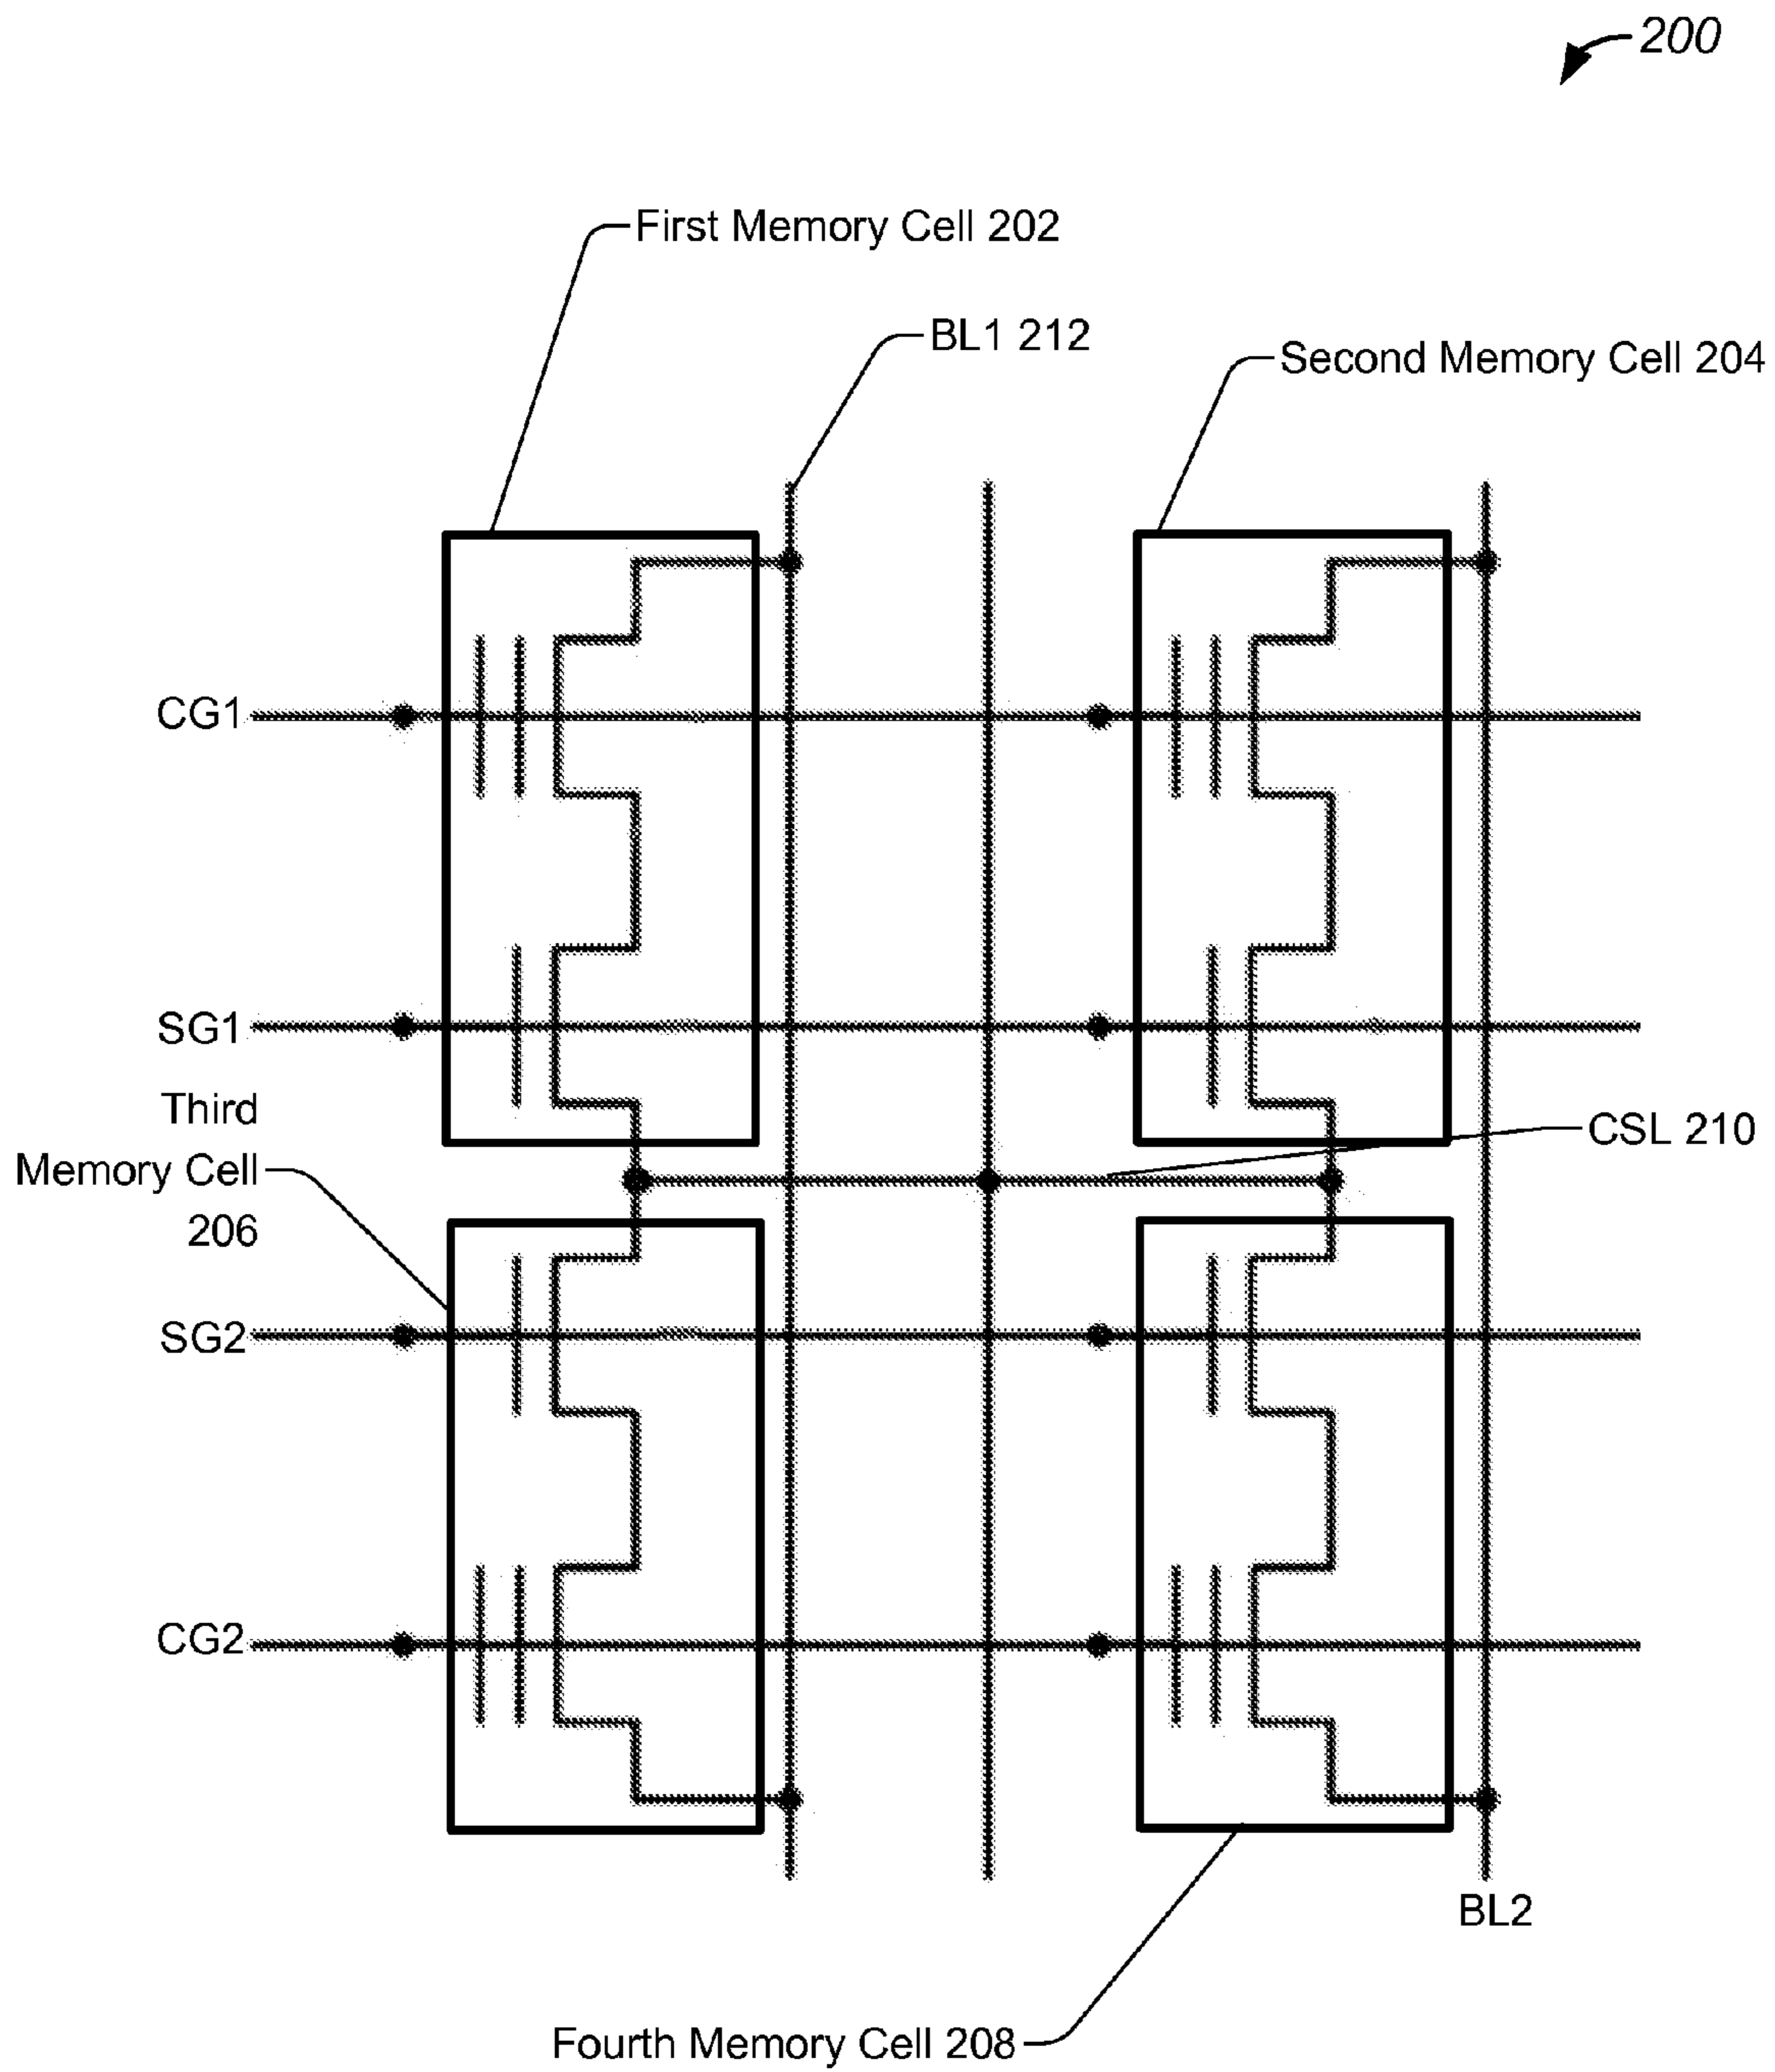 200
First Memory Cell 202
BL1 212
Second Memory Cell 204
CG1
SG1
Third
Memory Cell
206
CSL 210
SG2
CG2
BL2
Fourth Memory Cell 208